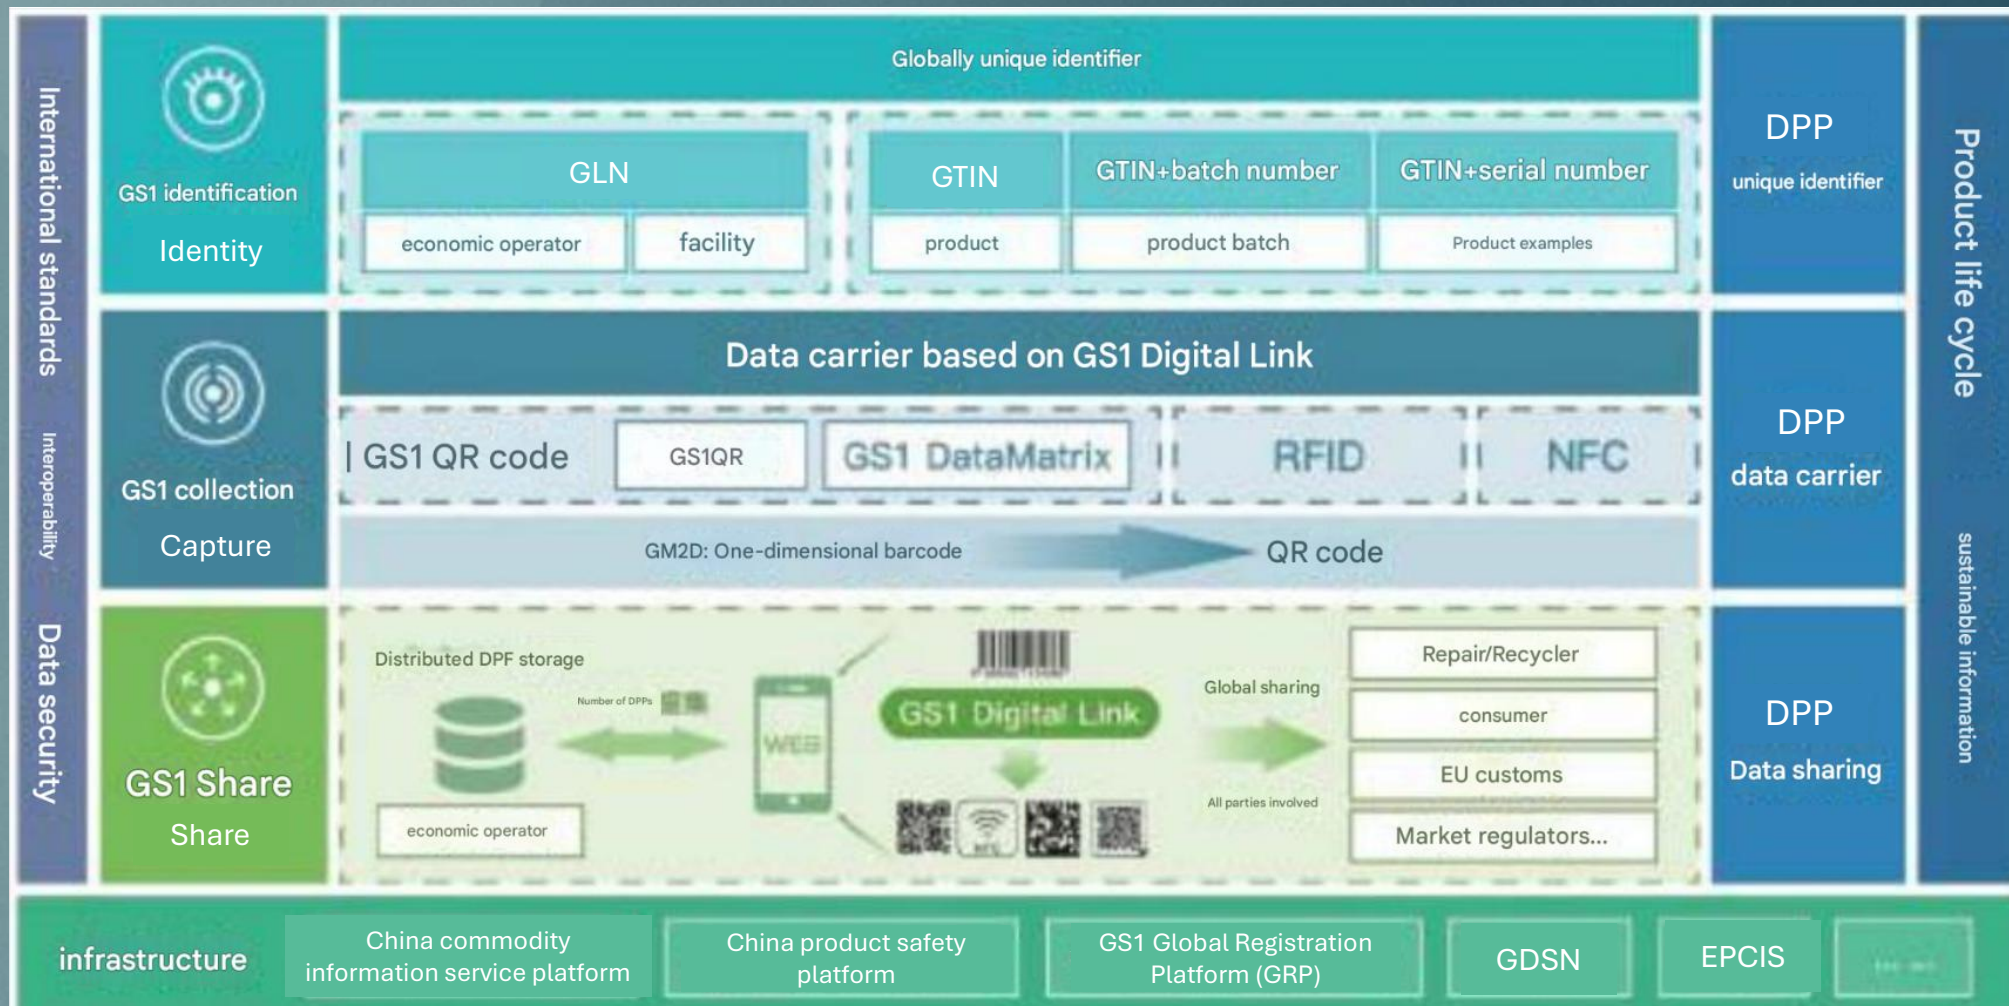 International standards
Interoperability
Data security
GS1 identification
Identity
Globally unique identifier
GLN
economic operator
facility
GTIN
GTIN+batch number
GTIN+serial number
product
product batch
Product examples
DPP
unique identifier
GS1 collection
Capture
Data carrier based on GS1 Digital Link
| GS1 QR code
GS1QR
GS1 DataMatrix
RFID
NFC
GM2D: One-dimensional barcode
QR code
DPP
data carrier
GS1 Share
Share
Distributed DPF storage
economic operator
Number of DPPs
WEB
GS1 Digital Link
NFC
Global sharing
All parties involved
Repair/Recycler
consumer
EU customs
Market regulators...
DPP
Data sharing
Product life cycle
sustainable information
infrastructure
China commodity
information service platform
China product safety
platform
GS1 Global Registration
Platform (GRP)
GDSN
EPCIS